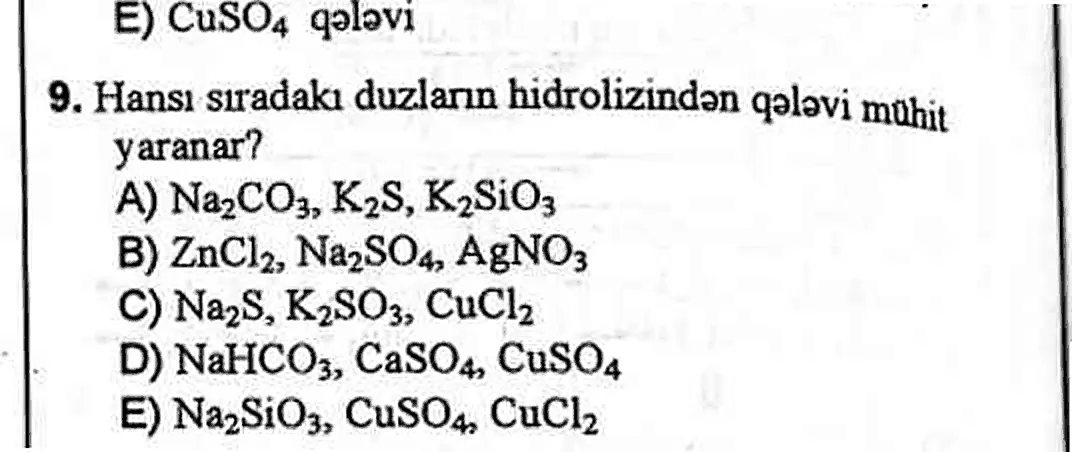 E) CuSO₄ qələvi
9. Hansı sıradakı duzların hidrolizindən qələvi mühit
yaranar?
A) Na₂CO₃, K₂S, K₂SiO₃
B) ZnCl₂, Na₂SO₄, AgNO₃
C) Na₂S, K₂SO₃, CuCl₂
D) NaHCO₃, CaSO₄, CuSO₄
E) Na₂SiO₃, CuSO₄, CuCl₂